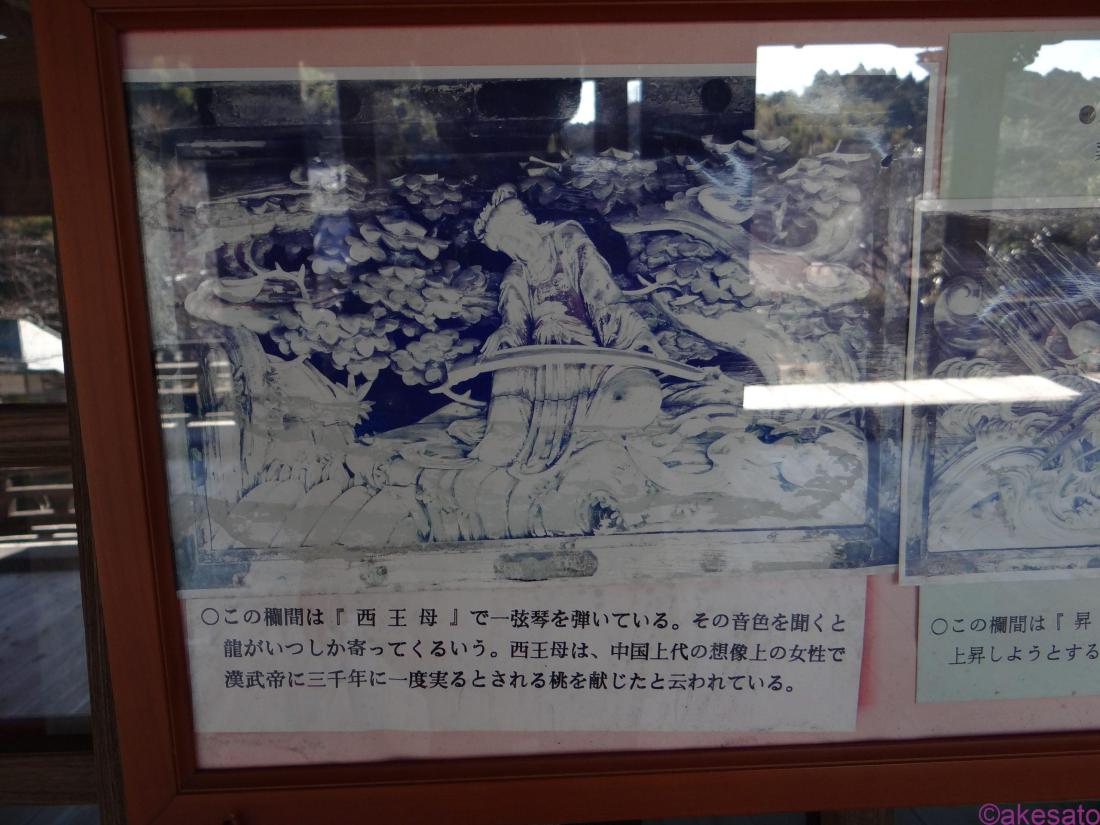 ○この欄間は『西王母』で一弦琴を弾いている。その音色を聞くと
龍がいつしか寄ってくるいう。西王母は、中国上代の想像上の女性で
漢武帝に三千年に一度実るとされる桃を献じたと云われている。
○この欄間は『昇
上昇しようとする
©akesato